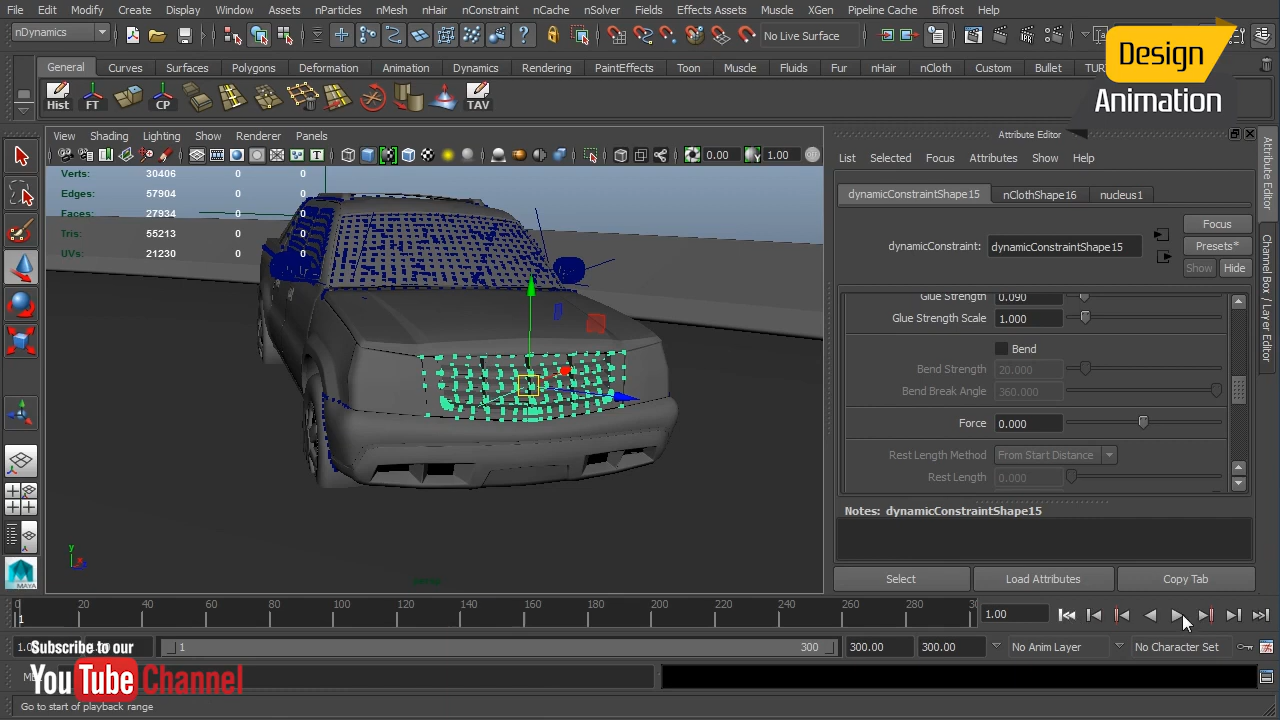 File Edit Modify Create Display Window Assets nParticles nMesh nHair nConstraint nCache nSolver Fields Effects Assets Muscle XGen Pipeline Cache Bifrost Help
nDynamics
No Live Surface
Design
Animation
General Curves Surfaces Polygons Deformation Animation Dynamics Rendering PaintEffects Toon Muscle Fluids Fur nHair nCloth Custom Bullet
Hist FT CP TAV
Attribute Editor
View Shading Lighting Show Renderer Panels
List Selected Focus Attributes Show Help
0.00 1.00
Verts: 30406 0 0
Edges: 57904 0 0
Faces: 27934 0 0
Tris: 55213 0 0
UVs: 21230 0 0
dynamicConstraintShape15 nClothShape16 nucleus1
Focus
dynamicConstraint: dynamicConstraintShape15
Presets*
Show Hide
Attribute Editor
Channel Box / Layer Editor
Glue Strength 0.090
Glue Strength Scale 1.000
Bend
Bend Strength 20.000
Bend Break Angle 360.000
Force 0.000
Rest Length Method From Start Distance
Rest Length 0.000
Notes: dynamicConstraintShape15
Select Load Attributes Copy Tab
y
persp
MAYA
0 20 40 60 80 100 120 140 160 180 200 220 240 260 280
1
1.00
1 300
300.00 300.00 No Anim Layer No Character Set
Subscribe to our
YouTube Channel
Go to start of playback range